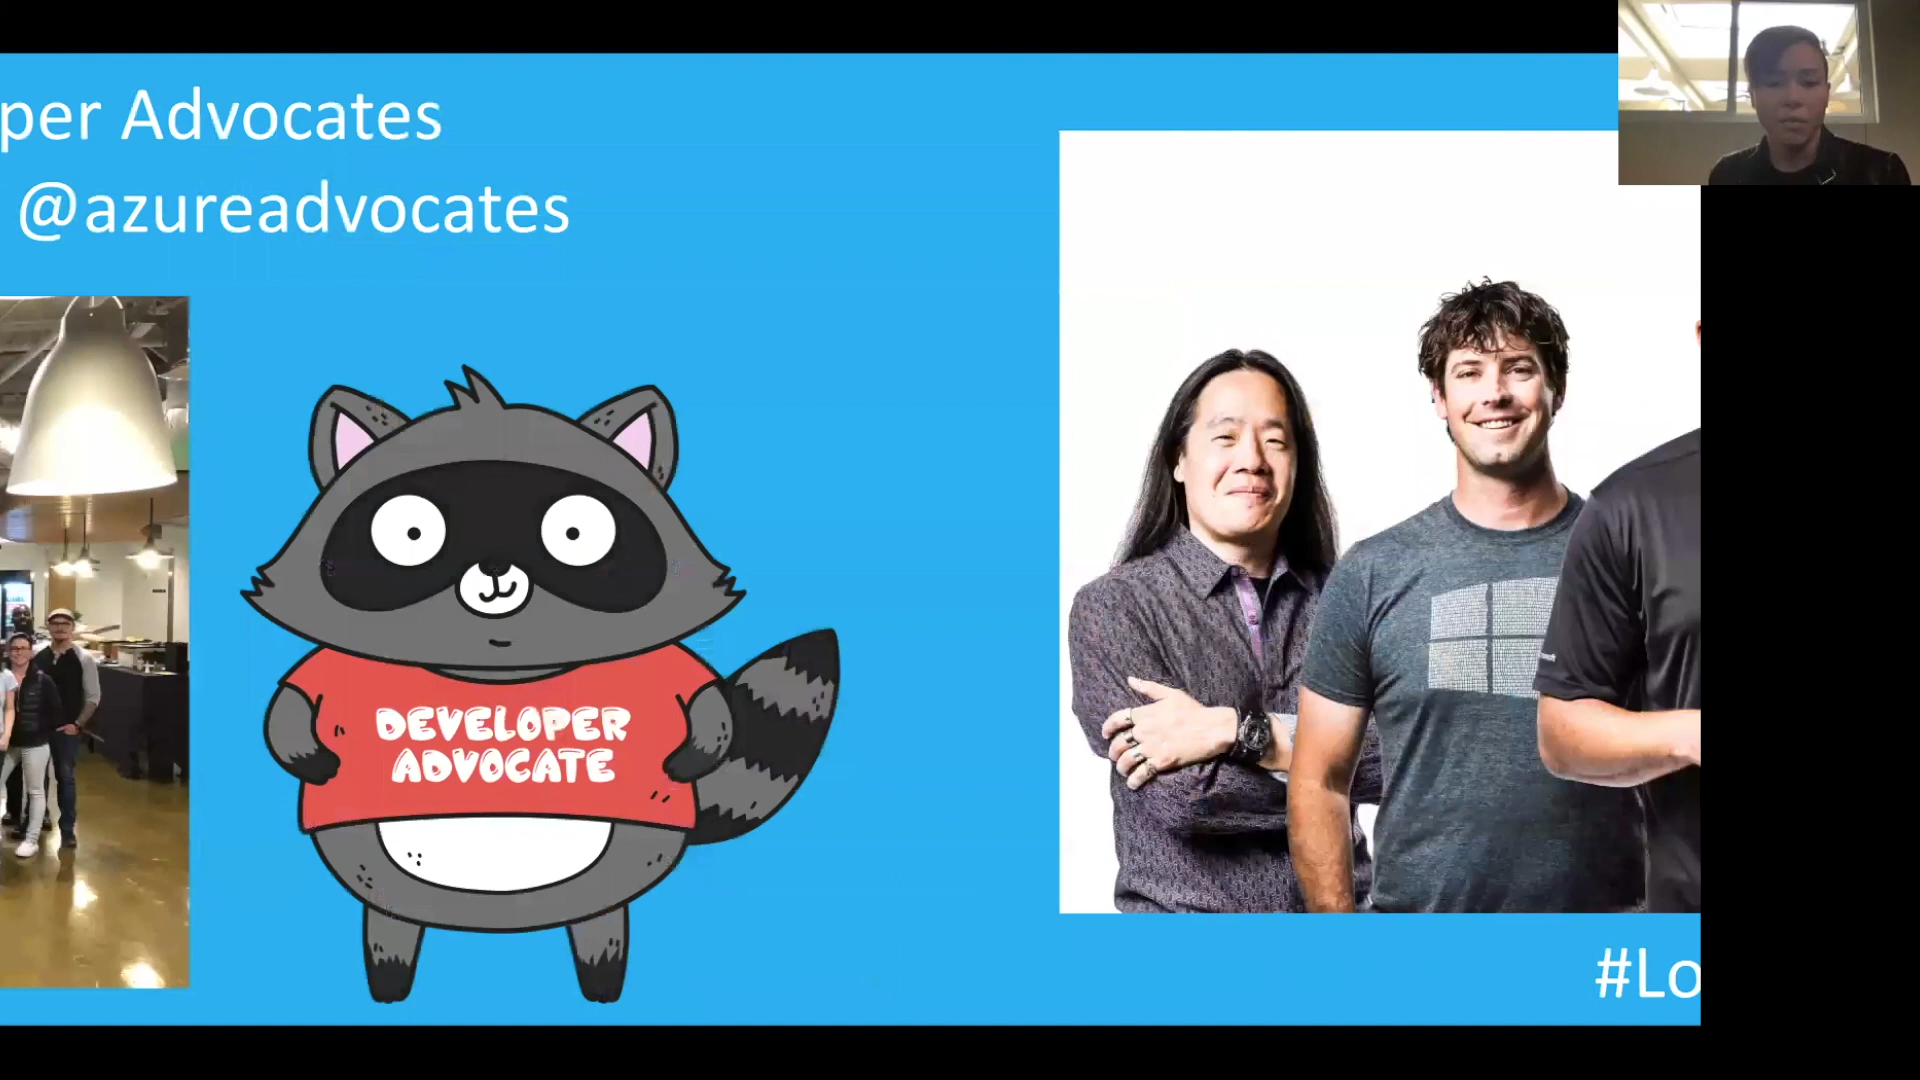 per Advocates
@azureadvocates
DEVELOPER
ADVOCATE
#Lo